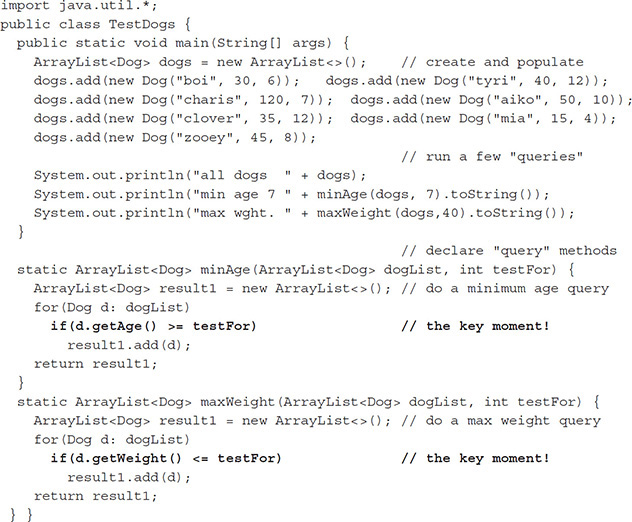 import java.util.*;
public class TestDogs {
  public static void main(String[] args) {
    ArrayList<Dog> dogs = new ArrayList<>();    // create and populate
    dogs.add(new Dog("boi", 30, 6));   dogs.add(new Dog("tyri", 40, 12));
    dogs.add(new Dog("charis", 120, 7));  dogs.add(new Dog("aiko", 50, 10));
    dogs.add(new Dog("clover", 35, 12));  dogs.add(new Dog("mia", 15, 4));
    dogs.add(new Dog("zooey", 45, 8));
                                                // run a few "queries"
    System.out.println("all dogs  " + dogs);
    System.out.println("min age 7 " + minAge(dogs, 7).toString());
    System.out.println("max wght. " + maxWeight(dogs,40).toString());
  }
                                                // declare "query" methods
  static ArrayList<Dog> minAge(ArrayList<Dog> dogList, int testFor) {
    ArrayList<Dog> result1 = new ArrayList<>(); // do a minimum age query
    for(Dog d: dogList)
      if(d.getAge() >= testFor)                 // the key moment!
        result1.add(d);
    return result1;
  }
  static ArrayList<Dog> maxWeight(ArrayList<Dog> dogList, int testFor) {
    ArrayList<Dog> result1 = new ArrayList<>(); // do a max weight query
    for(Dog d: dogList)
      if(d.getWeight() <= testFor)              // the key moment!
        result1.add(d);
    return result1;
 } }